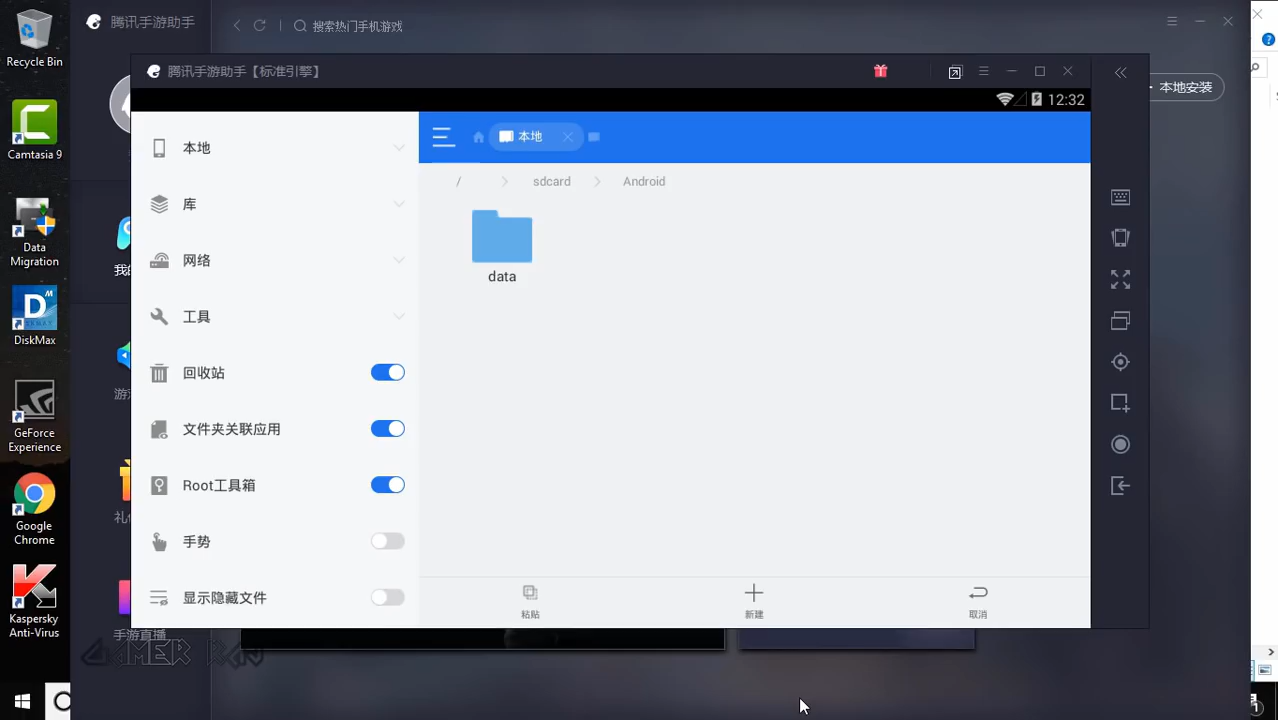 Recycle Bin
Camtasia 9
Data
Migration
DiskMax
GeForce
Experience
Google
Chrome
Kaspersky
Anti-Virus
腾讯手游助手
搜索热门手机游戏
本地安装
手游直播
腾讯手游助手【标准引擎】
12:32
本地
库
网络
工具
回收站
文件夹关联应用
Root工具箱
手势
显示隐藏文件
本地
/ sdcard Android
data
粘贴
新建
取消
GAMER RAN